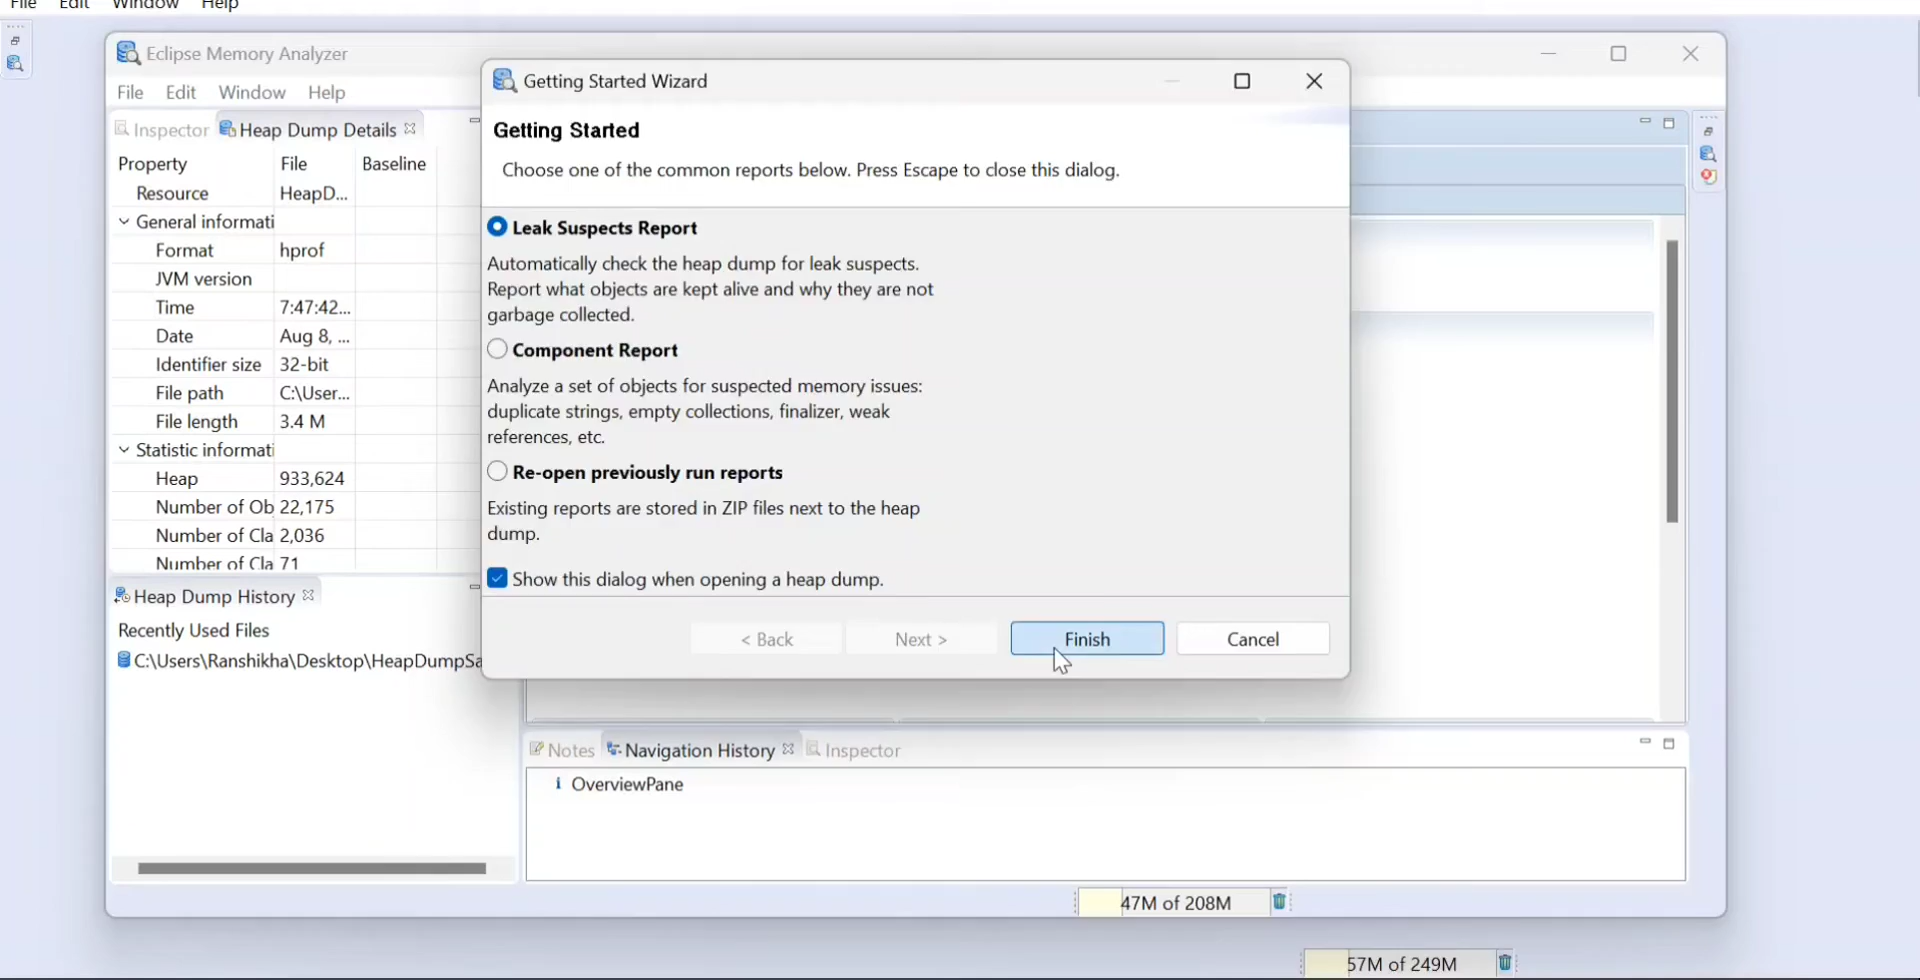 File Edit Window Help
Eclipse Memory Analyzer
File Edit Window Help
Inspector Heap Dump Details
Property File Baseline
Resource HeapD...
General informati
Format hprof
JVM version
Time 7:47:42...
Date Aug 8, ...
Identifier size 32-bit
File path C:\User...
File length 3.4 M
Statistic informati
Heap 933,624
Number of Ob 22,175
Number of Cla 2,036
Number of Cla 71
Heap Dump History
Recently Used Files
C:\Users\Ranshikha\Desktop\HeapDumpSa
Getting Started Wizard
Getting Started
Choose one of the common reports below. Press Escape to close this dialog.
Leak Suspects Report
Automatically check the heap dump for leak suspects.
Report what objects are kept alive and why they are not
garbage collected.
Component Report
Analyze a set of objects for suspected memory issues:
duplicate strings, empty collections, finalizer, weak
references, etc.
Re-open previously run reports
Existing reports are stored in ZIP files next to the heap
dump.
Show this dialog when opening a heap dump.
< Back Next > Finish Cancel
Notes Navigation History Inspector
i OverviewPane
47M of 208M
57M of 249M